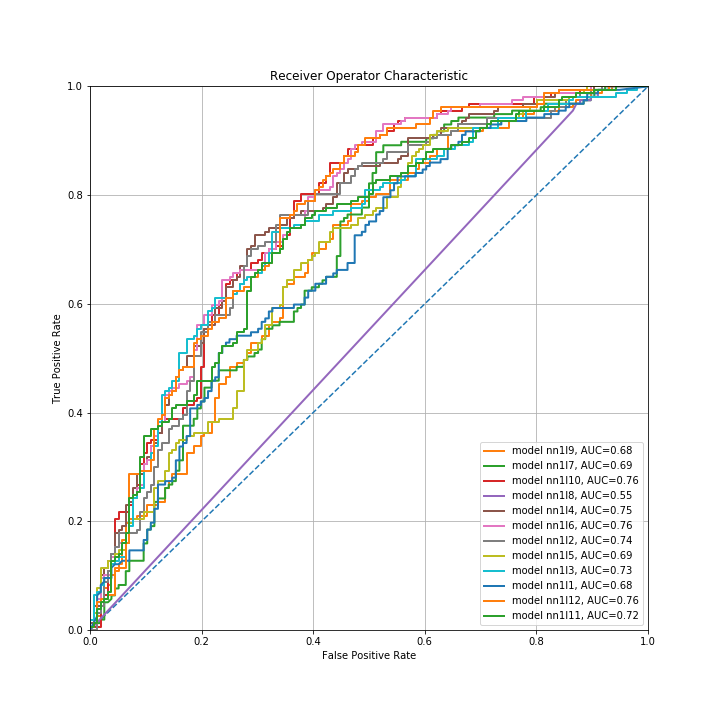 Receiver Operator Characteristic
1.0
0.8
0.6
0.4
0.2
0.0
True Positive Rate
model nn1l9, AUC=0.68
model nn1l7, AUC=0.69
model nn1l10, AUC=0.76
model nn1l8, AUC=0.55
model nn1l4, AUC=0.75
model nn1l6, AUC=0.76
model nn1l2, AUC=0.74
model nn1l5, AUC=0.69
model nn1l3, AUC=0.73
model nn1l1, AUC=0.68
model nn1l12, AUC=0.76
model nn1l11, AUC=0.72
0.0 0.2 0.4 0.6 0.8 1.0
False Positive Rate